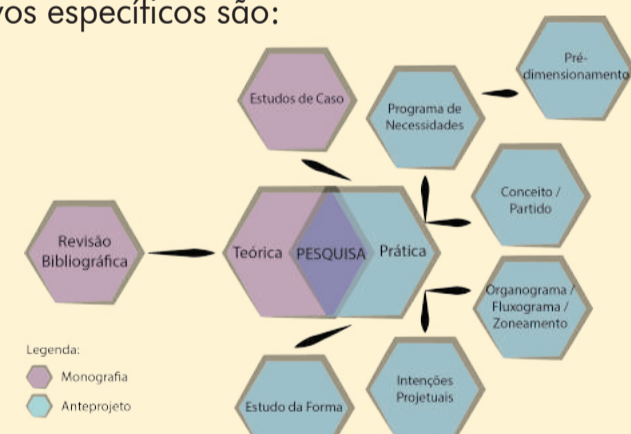 vos específicos são:
Pré-
dimensionamento
Estudos de Caso
Programa de
Necessidades
Conceito /
Partido
Revisão
Bibliográfica
Teórica
PESQUISA
Prática
Organograma /
Fluxograma /
Zoneamento
Legenda:
Monografia
Anteprojeto
Estudo da Forma
Intenções
Projetuais